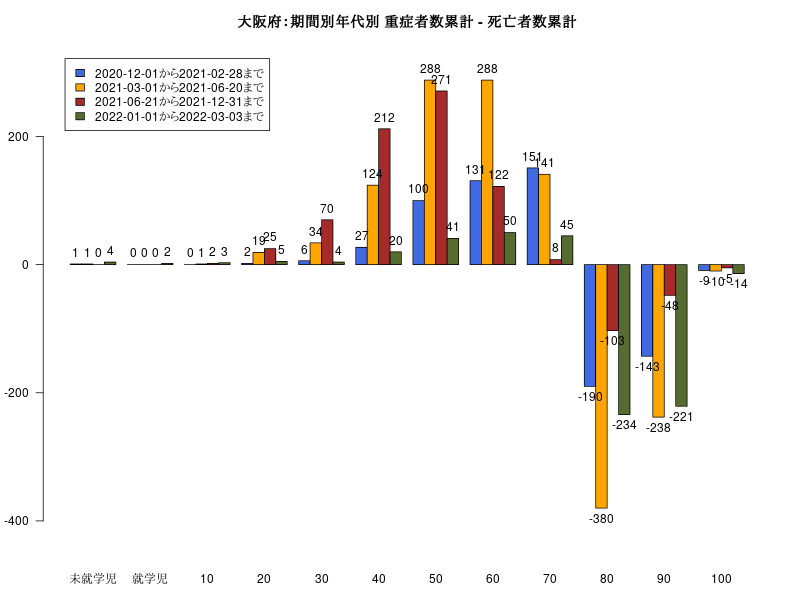 大阪府：期間別年代別 重症者数累計 - 死亡者数累計
2020-12-01から2021-02-28まで
2021-03-01から2021-06-20まで
2021-06-21から2021-12-31まで
2022-01-01から2022-03-03まで
200
0
-200
-400
1 1 0 4
0 0 0 2
0 1 2 3
2 19 25 5
6 34 70 4
27 124 212 20
100 288 271 41
131 288 122 50
151 141 8 45
-190 -380 -103 -234
-143 -238 -48 -221
-9 -10 -5 -14
未就学児 就学児 10 20 30 40 50 60 70 80 90 100